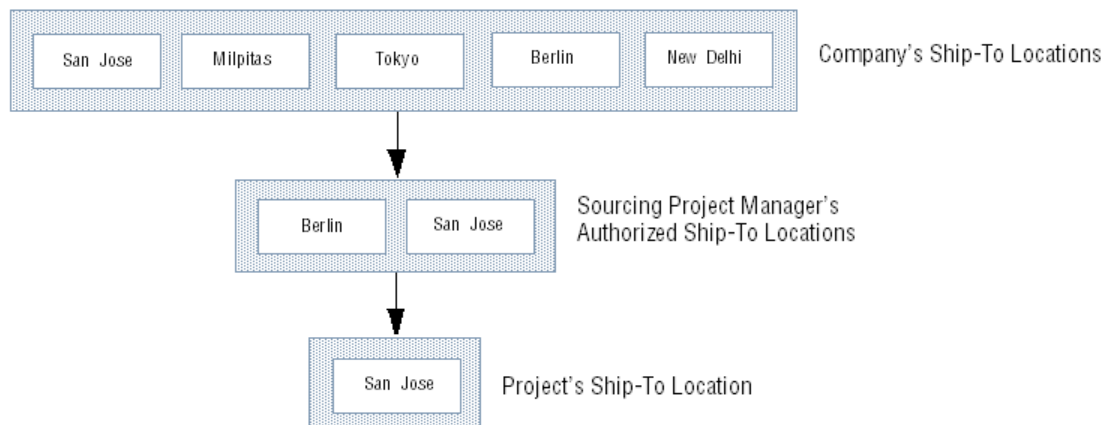 San Jose
Milpitas
Tokyo
Berlin
New Delhi
Company's Ship-To Locations
Berlin
San Jose
Sourcing Project Manager's
Authorized Ship-To Locations
San Jose
Project's Ship-To Location